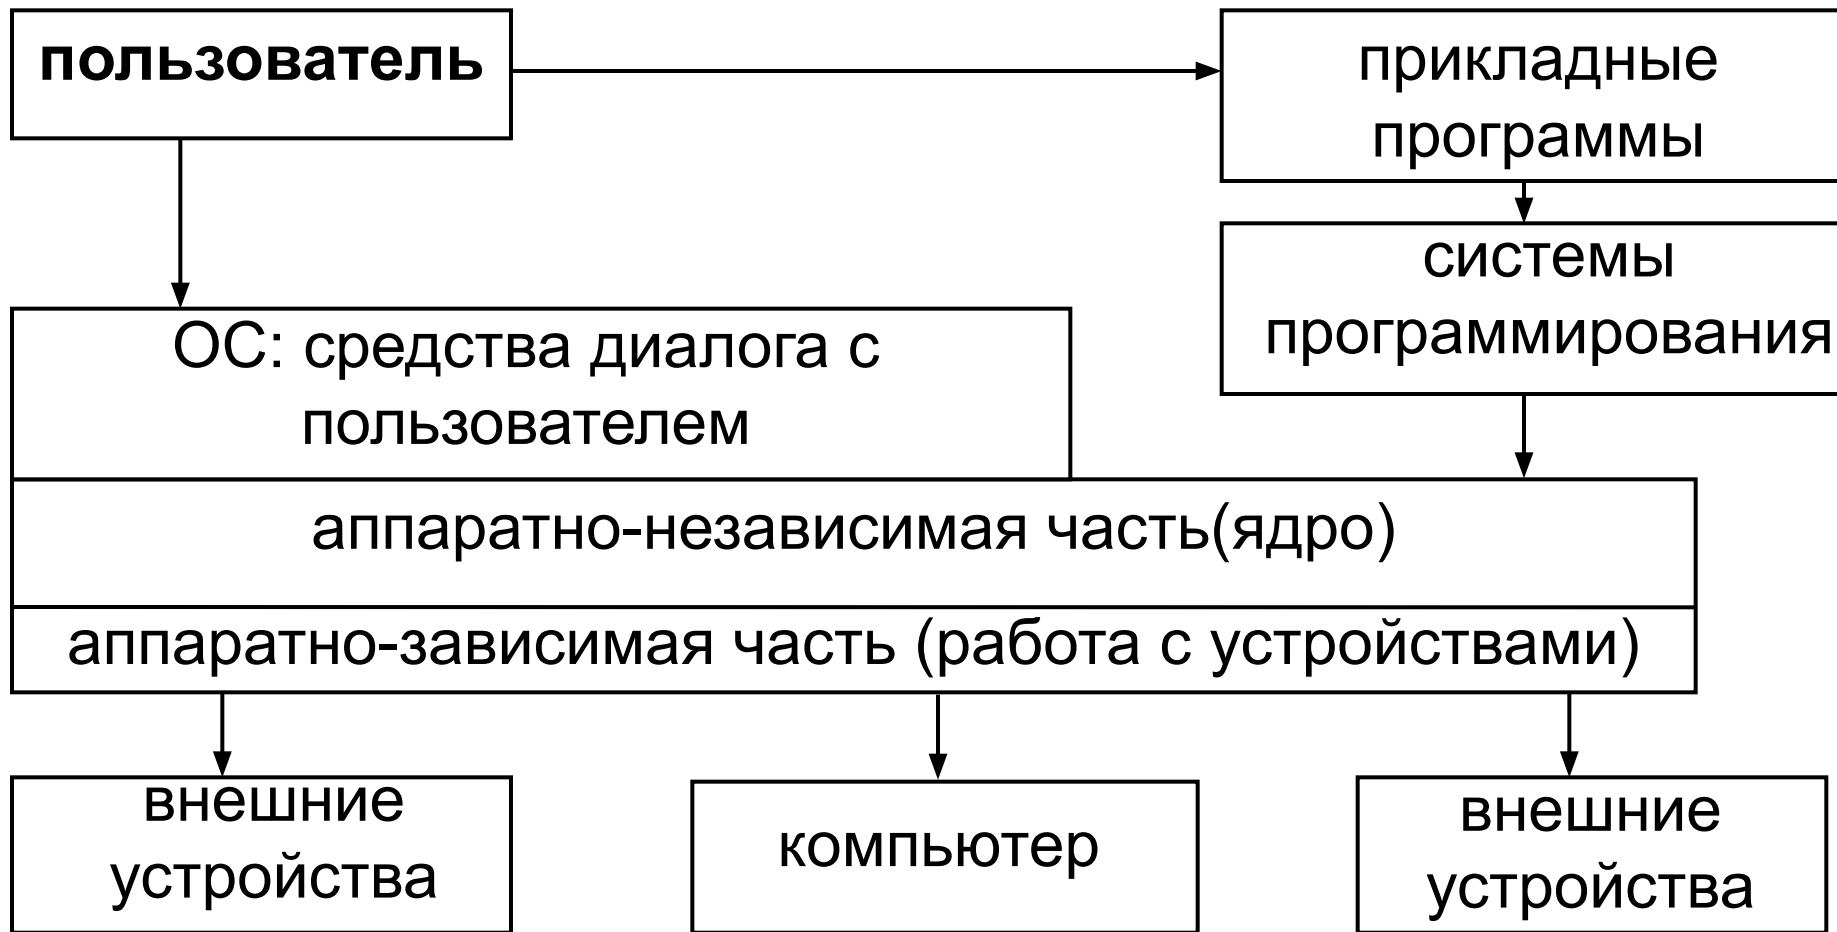 пользователь
прикладные
программы
системы
программирования
ОС: средства диалога с
пользователем
аппаратно-независимая часть(ядро)
аппаратно-зависимая часть (работа с устройствами)
внешние
устройства
компьютер
внешние
устройства